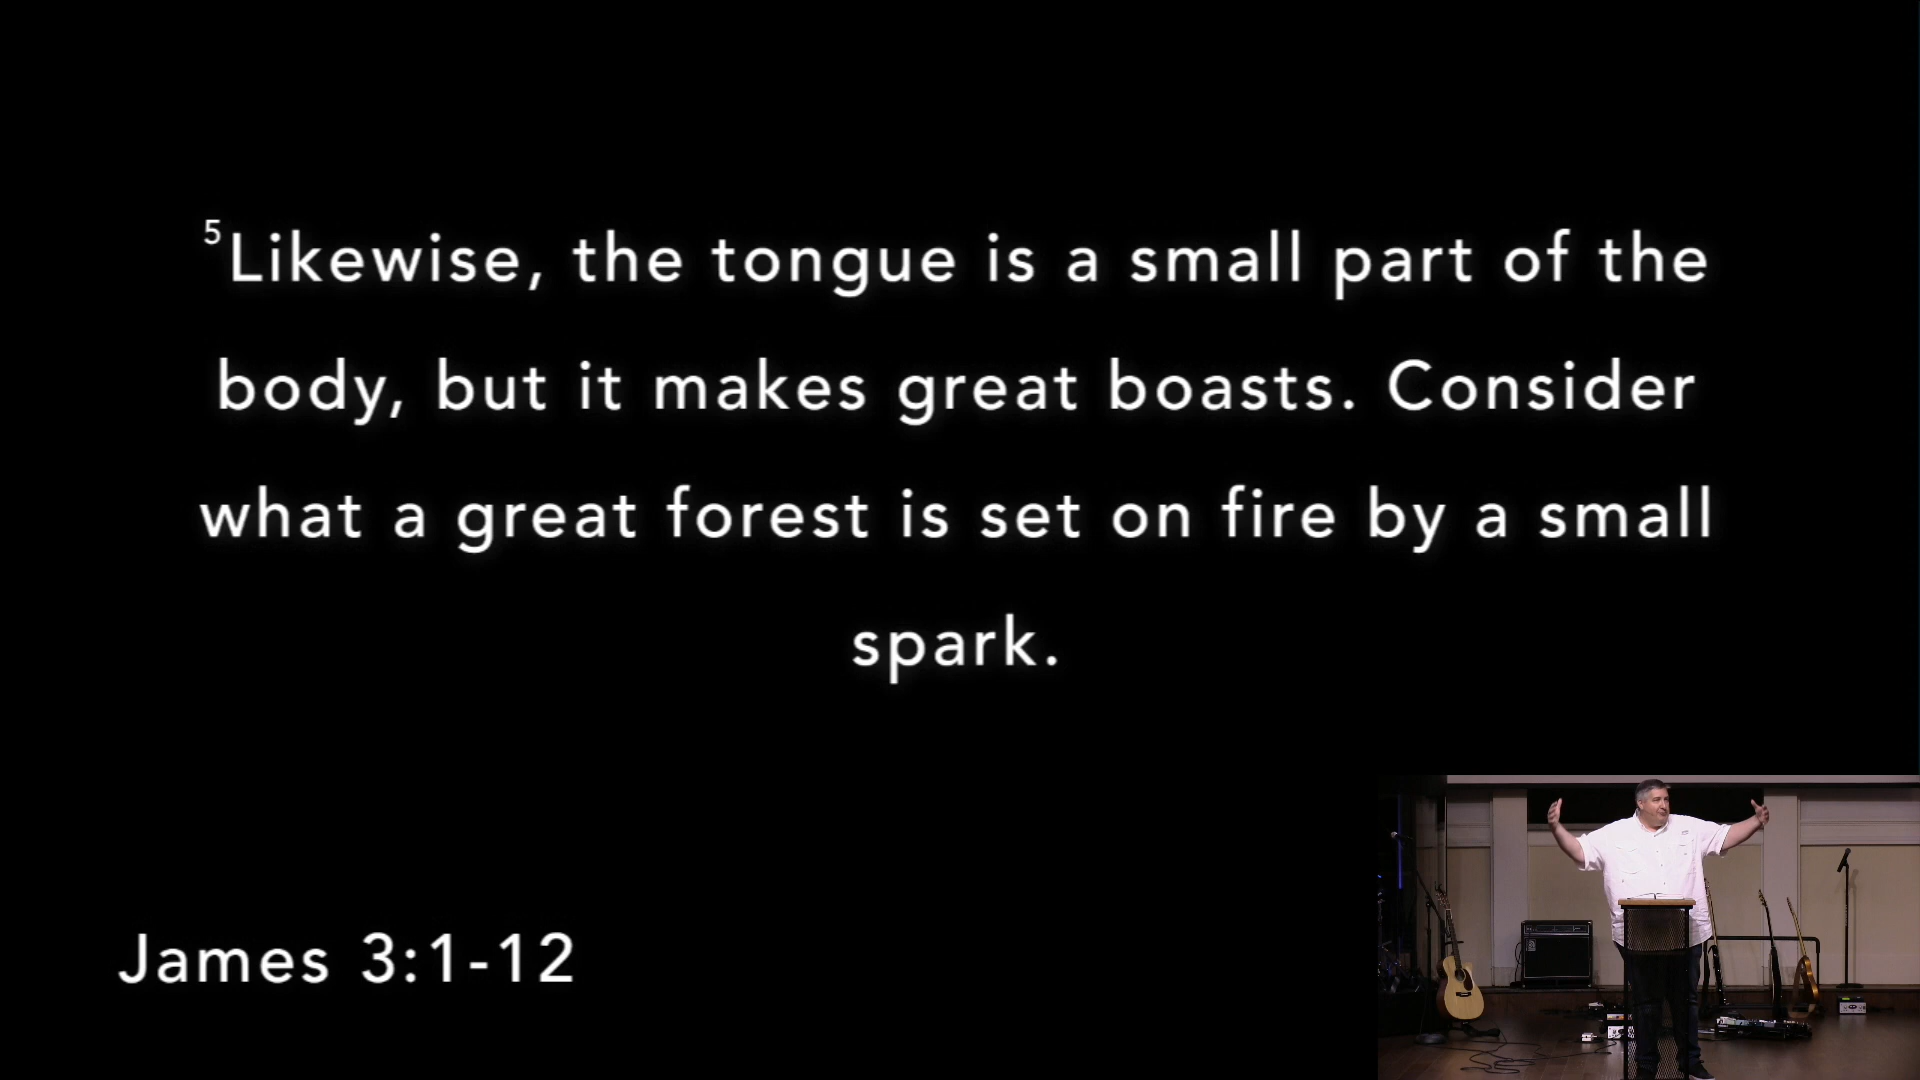 ⁵Likewise, the tongue is a small part of the
body, but it makes great boasts. Consider
what a great forest is set on fire by a small
spark.
James 3:1-12